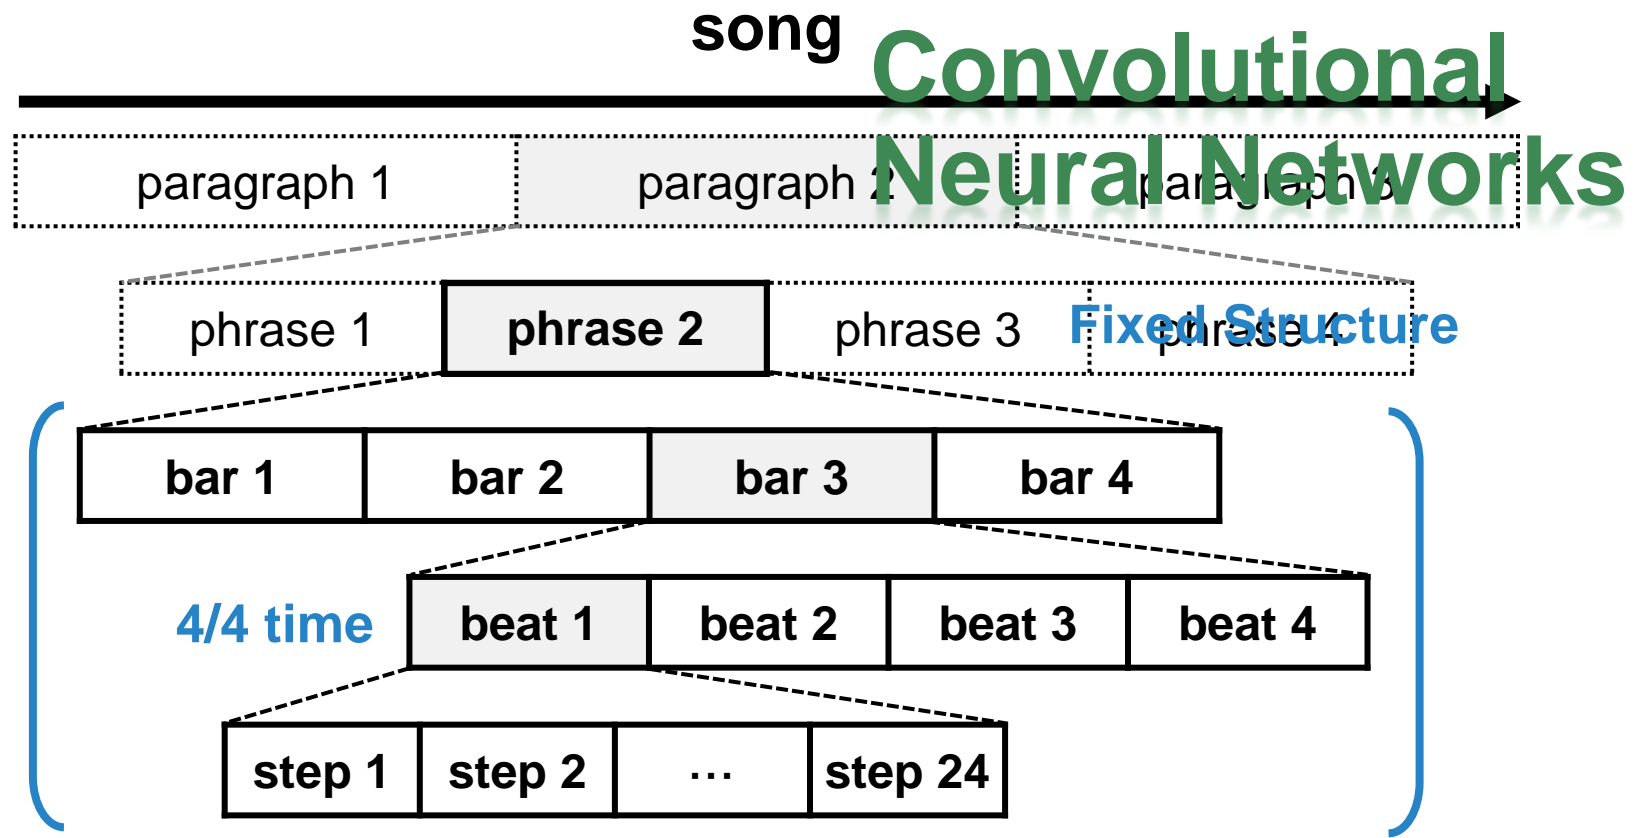 song
Convolutional
Neural Networks
paragraph 1 paragraph 2 paragraph 3
phrase 1 phrase 2 phrase 3 phrase 4
Fixed Structure
bar 1 bar 2 bar 3 bar 4
4/4 time beat 1 beat 2 beat 3 beat 4
step 1 step 2 ... step 24